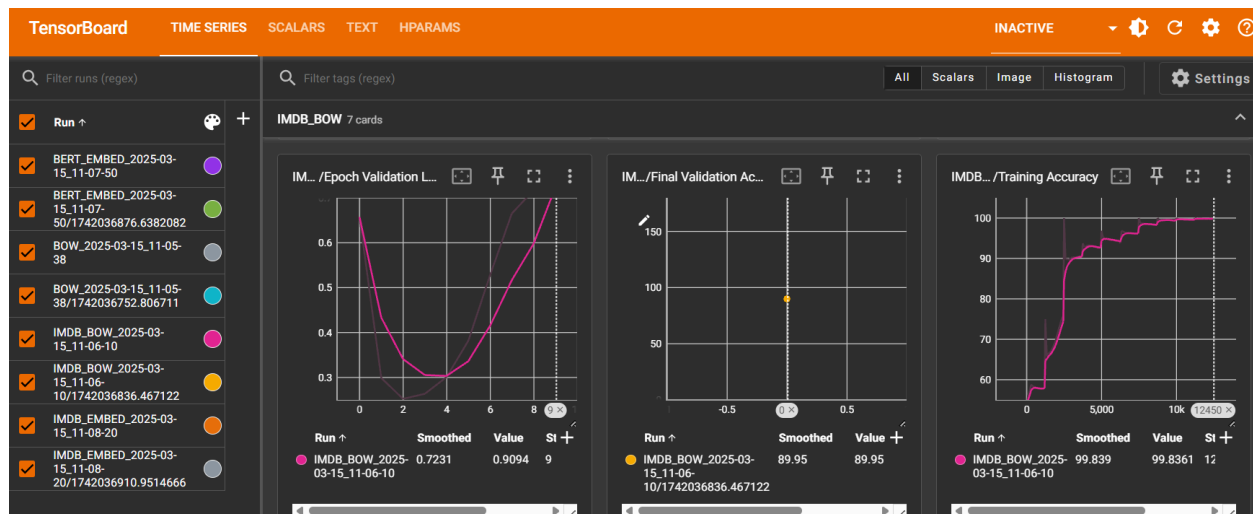 TensorBoard TIME SERIES SCALARS TEXT HPARAMS INACTIVE
Filter runs (regex)
Run ↑
BERT_EMBED_2025-03-
15_11-07-50
BERT_EMBED_2025-03-
15_11-07-
50/1742036876.6382082
BOW_2025-03-15_11-05-
38
BOW_2025-03-15_11-05-
38/1742036752.806711
IMDB_BOW_2025-03-
15_11-06-10
IMDB_BOW_2025-03-
15_11-06-
10/1742036836.467122
IMDB_EMBED_2025-03-
15_11-08-20
IMDB_EMBED_2025-03-
15_11-08-
20/1742036910.9514666
Filter tags (regex) All Scalars Image Histogram Settings
IMDB_BOW 7 cards
IM... /Epoch Validation L...
0.6
0.5
0.4
0.3
0 2 4 6 8 9 ×
Run ↑ Smoothed Value St
IMDB_BOW_2025- 0.7231 0.9094 9
03-15_11-06-10
IM.../Final Validation Ac...
150
100
50
-0.5 0 × 0.5
Run ↑ Smoothed Value
IMDB_BOW_2025-03- 89.95 89.95
15_11-06-
10/1742036836.467122
IMDB.../Training Accuracy
100
90
80
70
60
0 5,000 10k 12450 ×
Run ↑ Smoothed Value St
IMDB_BOW_2025- 99.839 99.8361 12
03-15_11-06-10